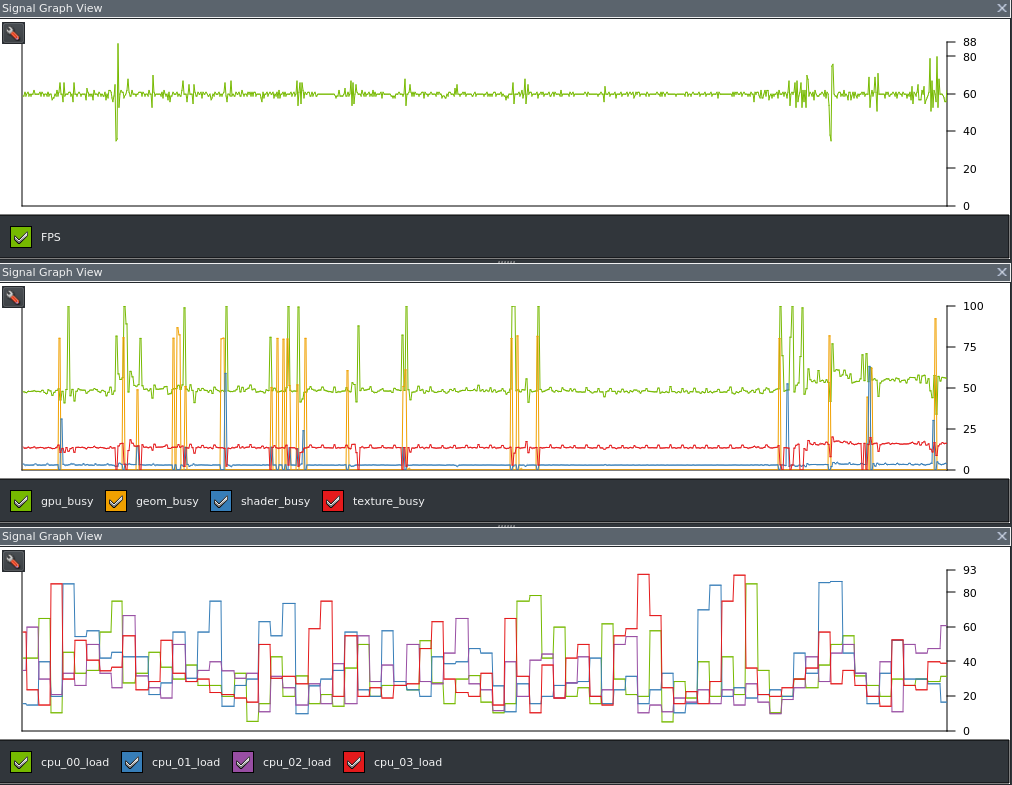 Signal Graph View
88
80
60
40
20
0
FPS
Signal Graph View
100
75
50
25
0
gpu_busy geom_busy shader_busy texture_busy
Signal Graph View
93
80
60
40
20
0
cpu_00_load cpu_01_load cpu_02_load cpu_03_load